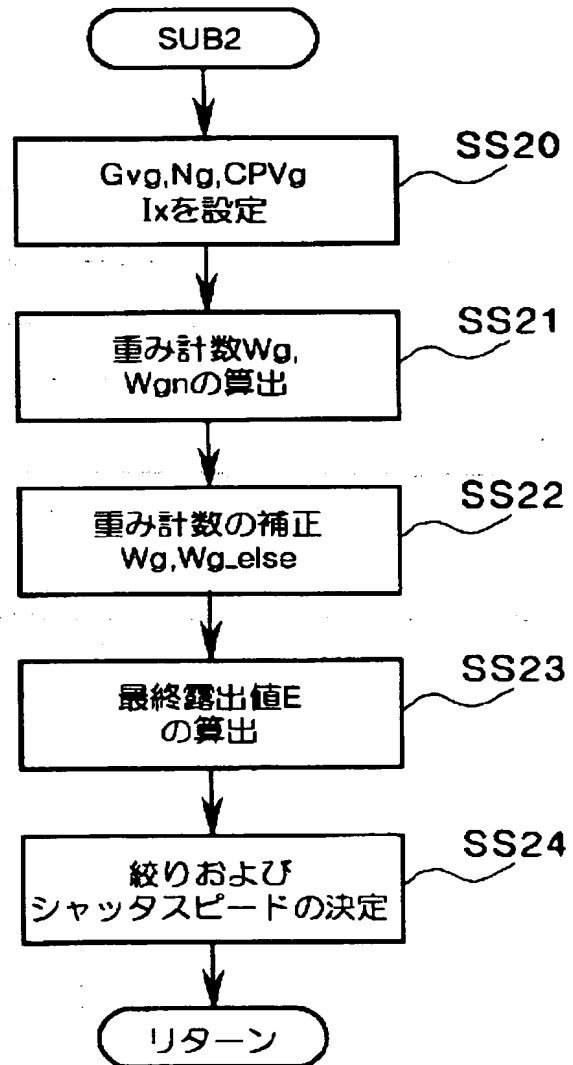 SUB2
SS20
Gvg,Ng,CPVg
Ixを設定
SS21
重み計数Wg,
Wgnの算出
SS22
重み計数の補正
Wg,Wg_else
SS23
最終露出値E
の算出
SS24
絞りおよび
シャッタスピードの決定
リターン